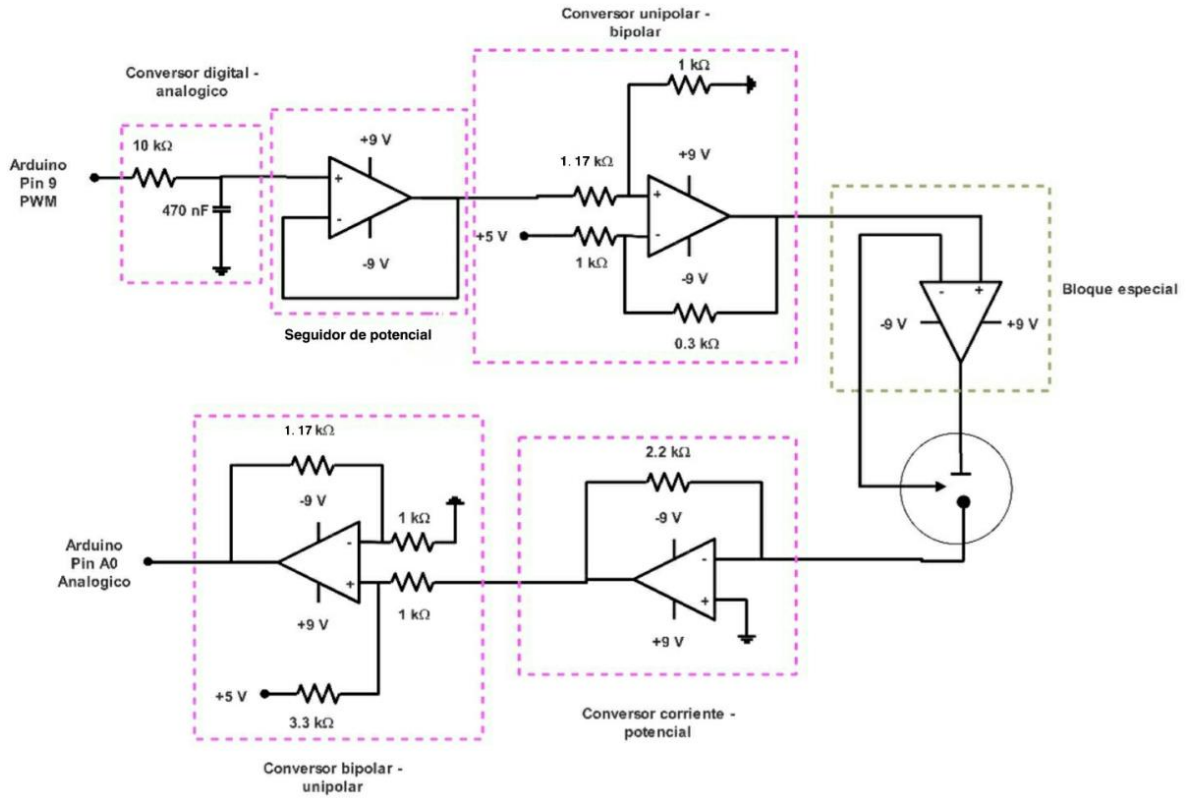 Conversor unipolar -
bipolar
1 kΩ
Conversor digital -
analogico
10 kΩ
+9 V
1. 17 kΩ
+9 V
Arduino
Pin 9
PWM
+
+
470 nF
-
+5 V
-
-9 V
1 kΩ
-9 V
-
+
Bloque especial
-9 V
+9 V
Seguidor de potencial
0.3 kΩ
1. 17 kΩ
2.2 kΩ
-9 V
1 kΩ
-9 V
Arduino
Pin A0
Analogico
-
-
+
+
1 kΩ
+9 V
+9 V
+5 V
3.3 kΩ
Conversor corriente -
potencial
Conversor bipolar -
unipolar